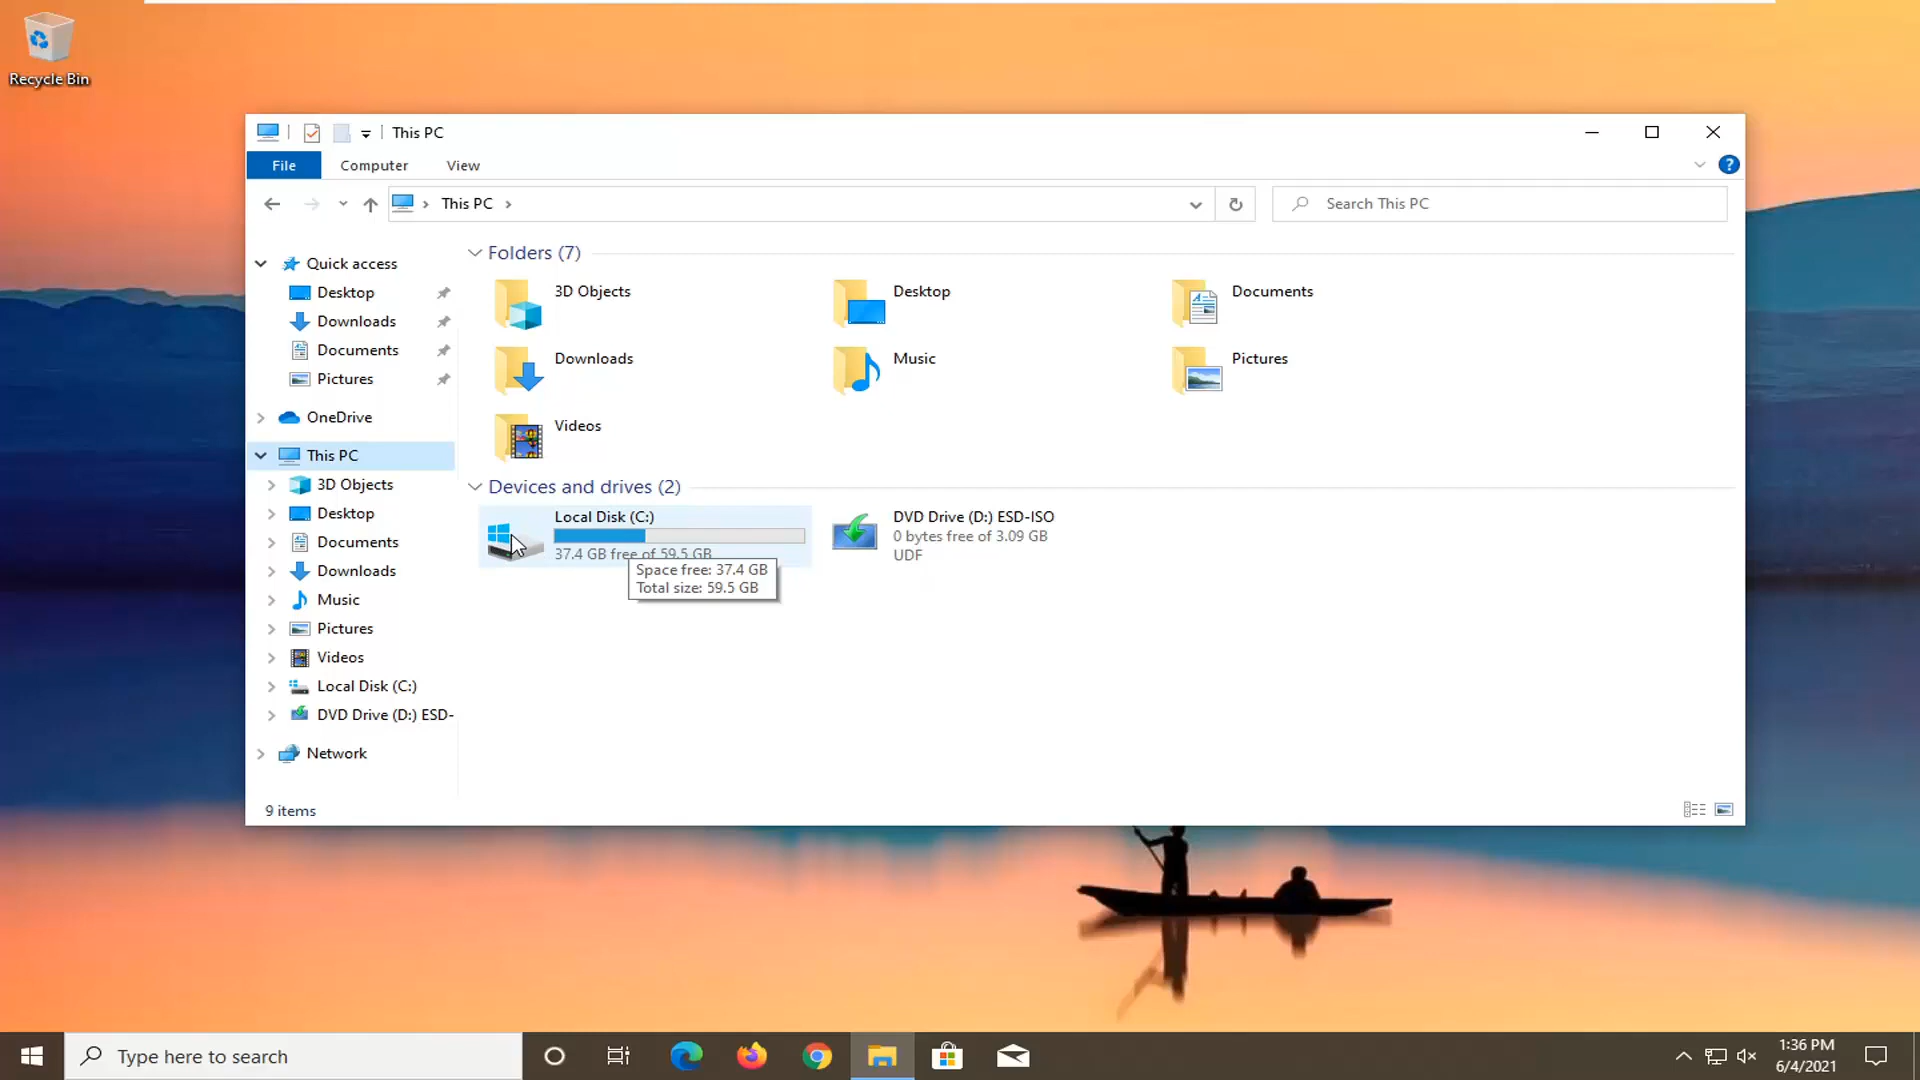 Recycle Bin
This PC
File
Computer
View
?
This PC
Search This PC
Quick access
Desktop
Downloads
Documents
Pictures
OneDrive
This PC
3D Objects
Desktop
Documents
Downloads
Music
Pictures
Videos
Local Disk (C:)
DVD Drive (D:) ESD-
Network
Folders (7)
3D Objects
Desktop
Documents
Downloads
Music
Pictures
Videos
Devices and drives (2)
Local Disk (C:)
37.4 GB free of 59.5 GB
Space free: 37.4 GB
Total size: 59.5 GB
DVD Drive (D:) ESD-ISO
0 bytes free of 3.09 GB
UDF
9 items
Type here to search
1:36 PM
6/4/2021